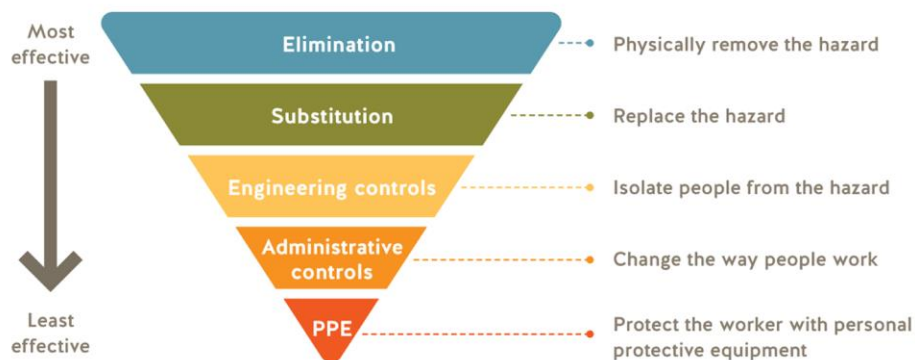 Most
effective
Elimination
Physically remove the hazard
Substitution
Replace the hazard
Engineering controls
Isolate people from the hazard
Administrative
controls
Change the way people work
Least
effective
PPE
Protect the worker with personal
protective equipment